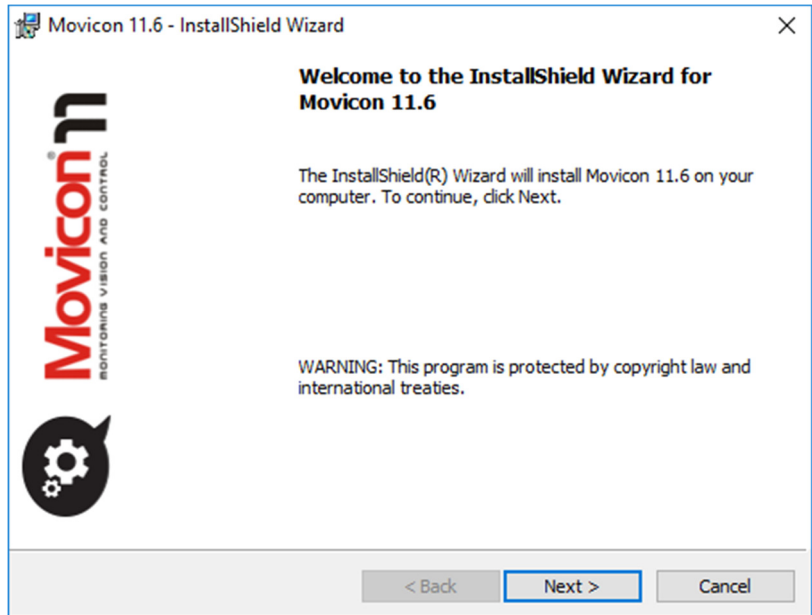 Movicon 11.6 - InstallShield Wizard
Welcome to the InstallShield Wizard for
Movicon 11.6
The InstallShield(R) Wizard will install Movicon 11.6 on your
computer. To continue, click Next.
WARNING: This program is protected by copyright law and
international treaties.
Movicon 11
MONITORING VISION AND CONTROL
< Back
Next >
Cancel